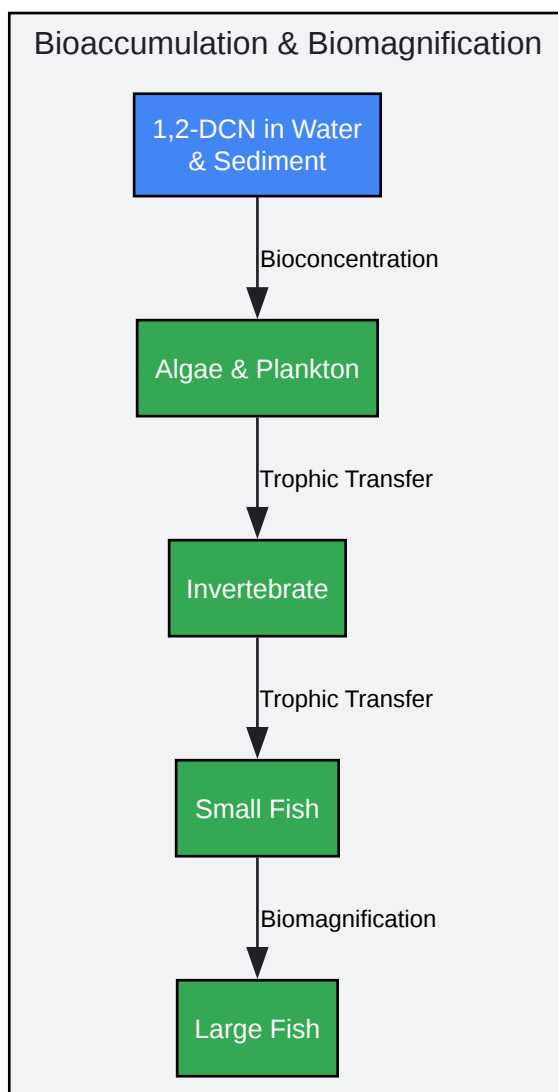 Bioaccumulation & Biomagnification
1,2-DCN in Water
& Sediment
Bioconcentration
Algae & Plankton
Trophic Transfer
Invertebrate
Trophic Transfer
Small Fish
Biomagnification
Large Fish